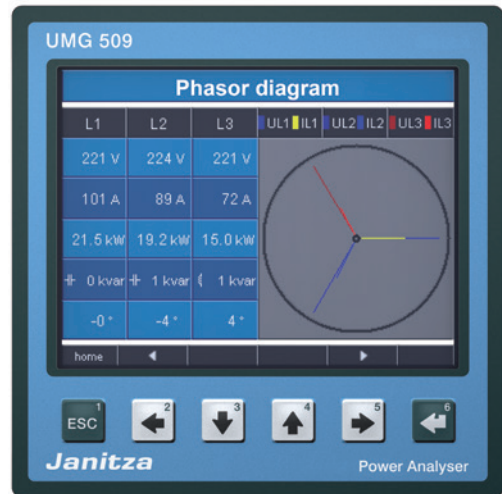 UMG 509
Phasor diagram
L1 L2 L3 UL1 IL1 UL2 IL2 UL3 IL3
221 V 224 V 221 V
101 A 89 A 72 A
21.5 kW 19.2 kW 15.0 kW
0 kvar 1 kvar 1 kvar
-0 ° -4 ° 4 °
home
ESC 1 2 3 4 5 6
Janitza Power Analyser